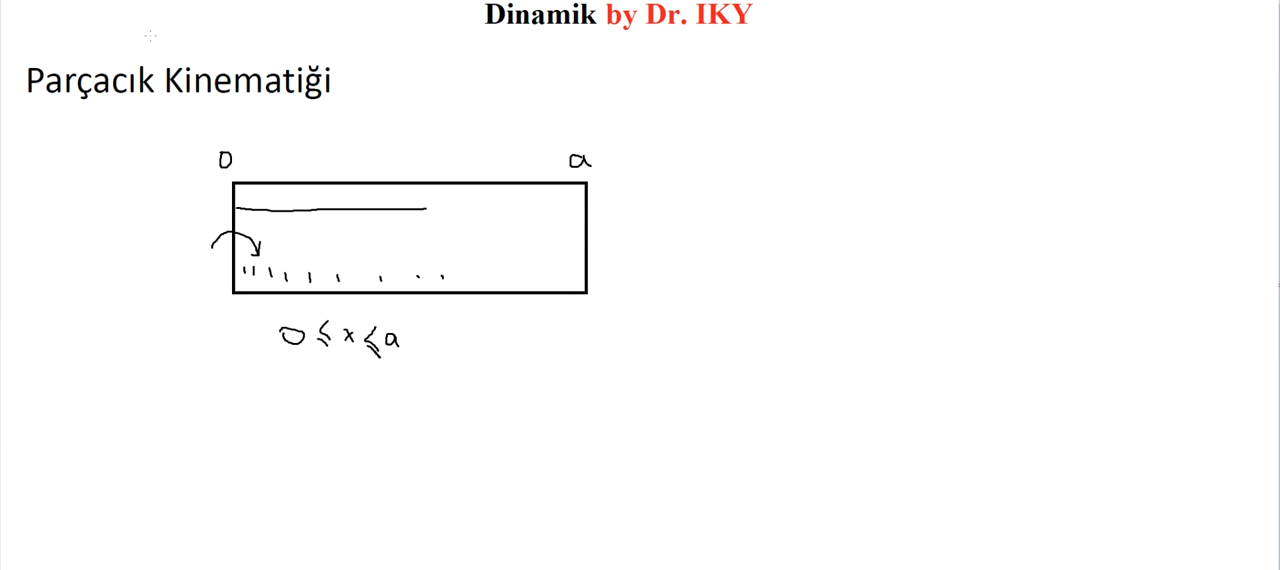 Dinamik by Dr. IKY
Parçacık Kinematiği
0 a
0 ≤ x ≤ a